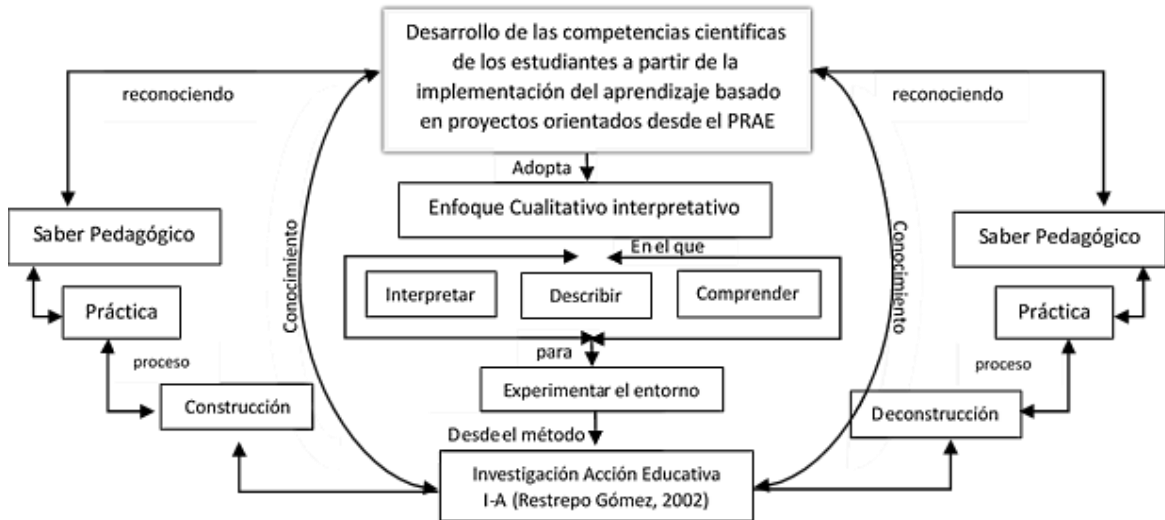 Desarrollo de las competencias científicas
de los estudiantes a partir de la
implementación del aprendizaje basado
en proyectos orientados desde el PRAE
reconociendo
reconociendo
Adopta
Enfoque Cualitativo interpretativo
Conocimiento
Conocimiento
Saber Pedagógico
Saber Pedagógico
En el que
Interpretar
Describir
Comprender
Práctica
Práctica
para
proceso
proceso
Experimentar el entorno
Construcción
Deconstrucción
Desde el método
Investigación Acción Educativa
I-A (Restrepo Gómez, 2002)